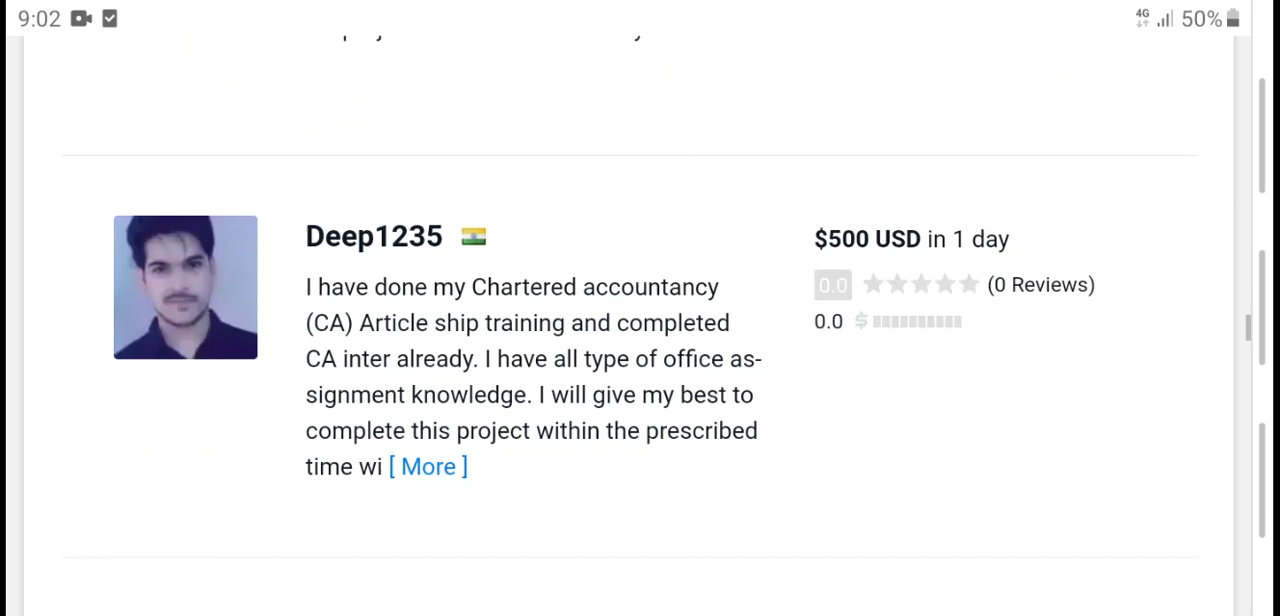 9:02
4G
50%
Deep1235
$500 USD in 1 day
I have done my Chartered accountancy
(CA) Article ship training and completed
CA inter already. I have all type of office as-
signment knowledge. I will give my best to
complete this project within the prescribed
time wi [ More ]
0.0
(0 Reviews)
0.0 $